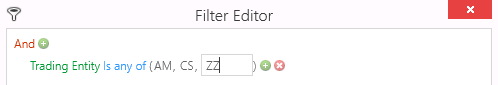 Filter Editor
And
Trading Entity Is any of (AM, CS, ZZ)